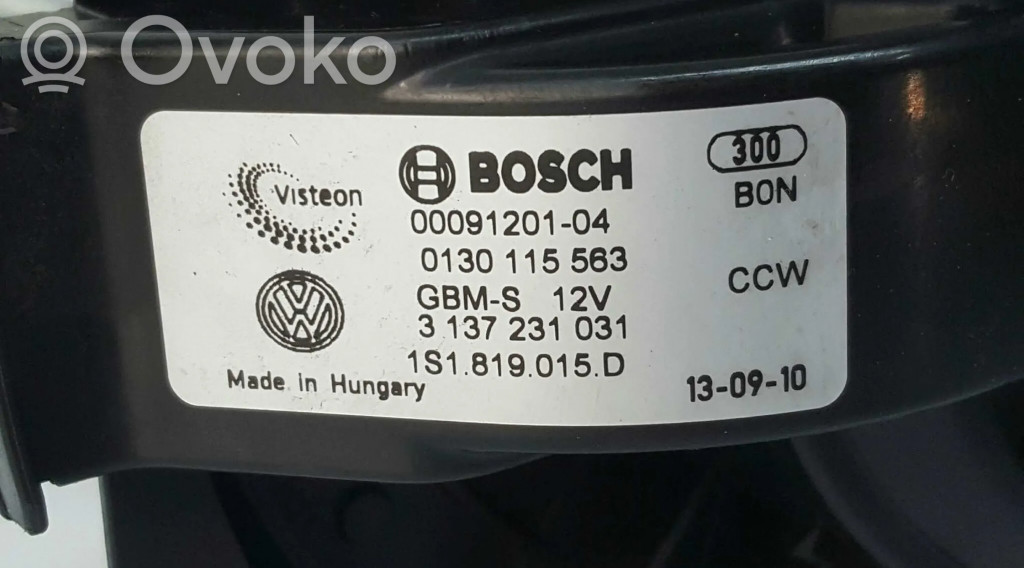 Ovoko
Visteon
BOSCH
300
BON
00091201-04
0130 115 563
CCW
GBM-S 12V
3 137 231 031
1S1.819.015.D
Made in Hungary
13-09-10